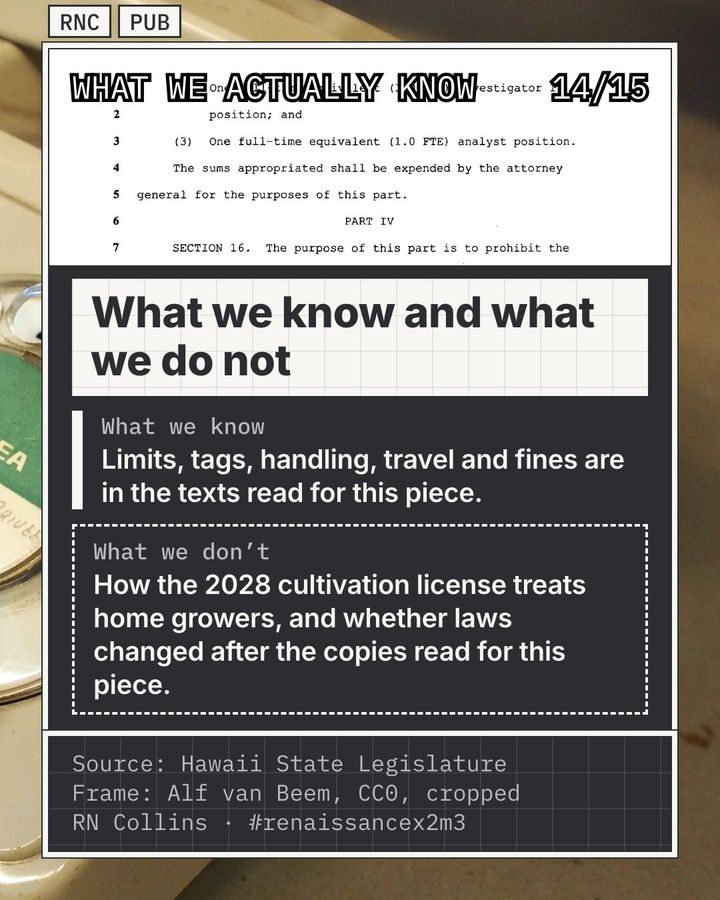 RNC PUB
WHAT WE ACTUALLY KNOW 14/15
2 position; and
3 (3) One full-time equivalent (1.0 FTE) analyst position.
4 The sums appropriated shall be expended by the attorney
5 general for the purposes of this part.
6 PART IV
7 SECTION 16. The purpose of this part is to prohibit the
What we know and what
we do not
What we know
Limits, tags, handling, travel and fines are
in the texts read for this piece.
What we don’t
How the 2028 cultivation license treats
home growers, and whether laws
changed after the copies read for this
piece.
Source: Hawaii State Legislature
Frame: Alf van Beem, CC0, cropped
RN Collins · #renaissancex2m3